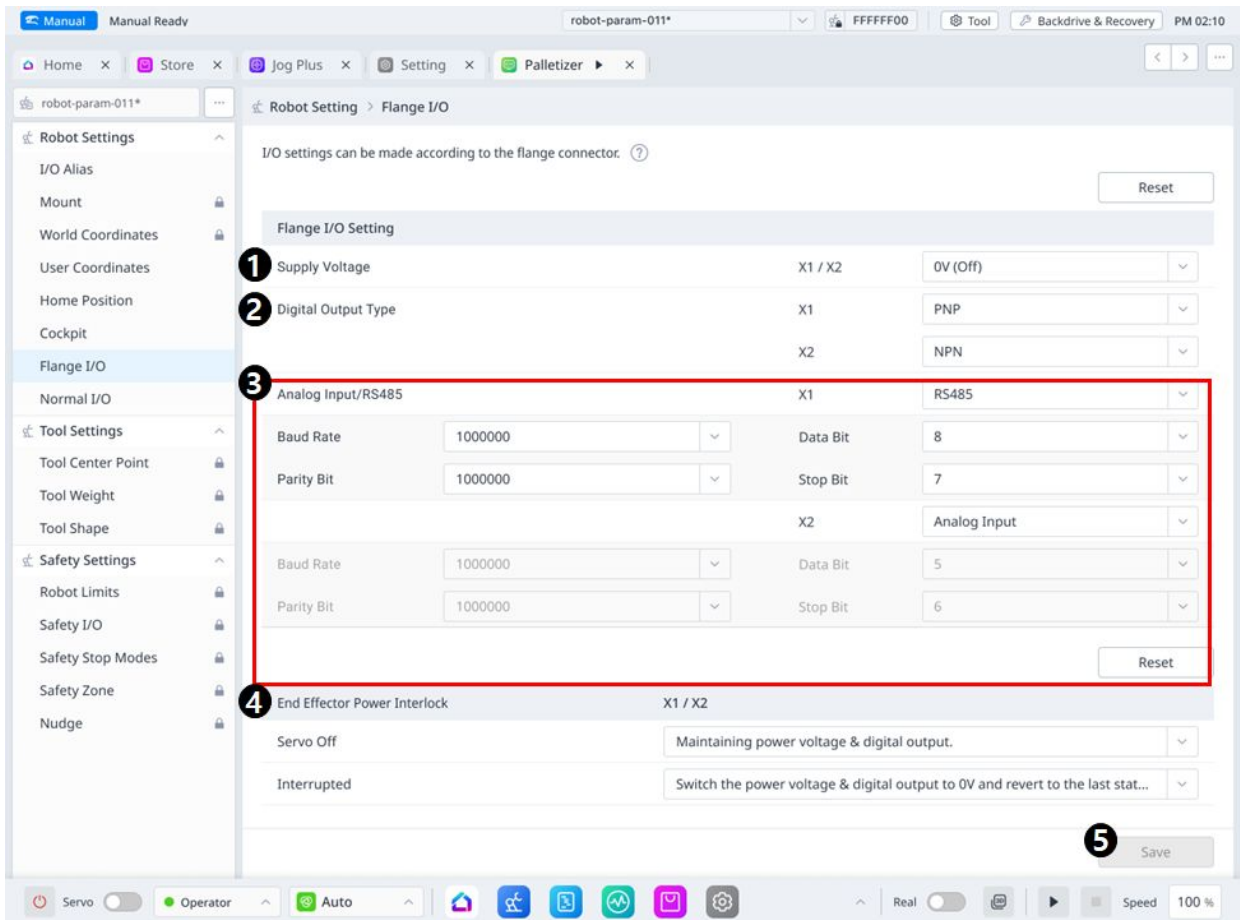 Manual Manual Ready robot-param-011* FFFFFF00 Tool Backdrive & Recovery PM 02:10
Home × Store × Jog Plus × Setting × Palletizer ▶ × < > ...
robot-param-011* ... Robot Setting > Flange I/O
Robot Settings
I/O Alias
Mount
World Coordinates
User Coordinates
Home Position
Cockpit
Flange I/O
Normal I/O
Tool Settings
Tool Center Point
Tool Weight
Tool Shape
Safety Settings
Robot Limits
Safety I/O
Safety Stop Modes
Safety Zone
Nudge
I/O settings can be made according to the flange connector. ?
Reset
Flange I/O Setting
1 Supply Voltage X1 / X2 0V (Off)
2 Digital Output Type X1 PNP
X2 NPN
3 Analog Input/RS485 X1 RS485
Baud Rate 1000000 Data Bit 8
Parity Bit 1000000 Stop Bit 7
X2 Analog Input
Baud Rate 1000000 Data Bit 5
Parity Bit 1000000 Stop Bit 6
Reset
4 End Effector Power Interlock X1 / X2
Servo Off Maintaining power voltage & digital output.
Interrupted Switch the power voltage & digital output to 0V and revert to the last stat...
5 Save
Servo Operator Auto Real Speed 100 %